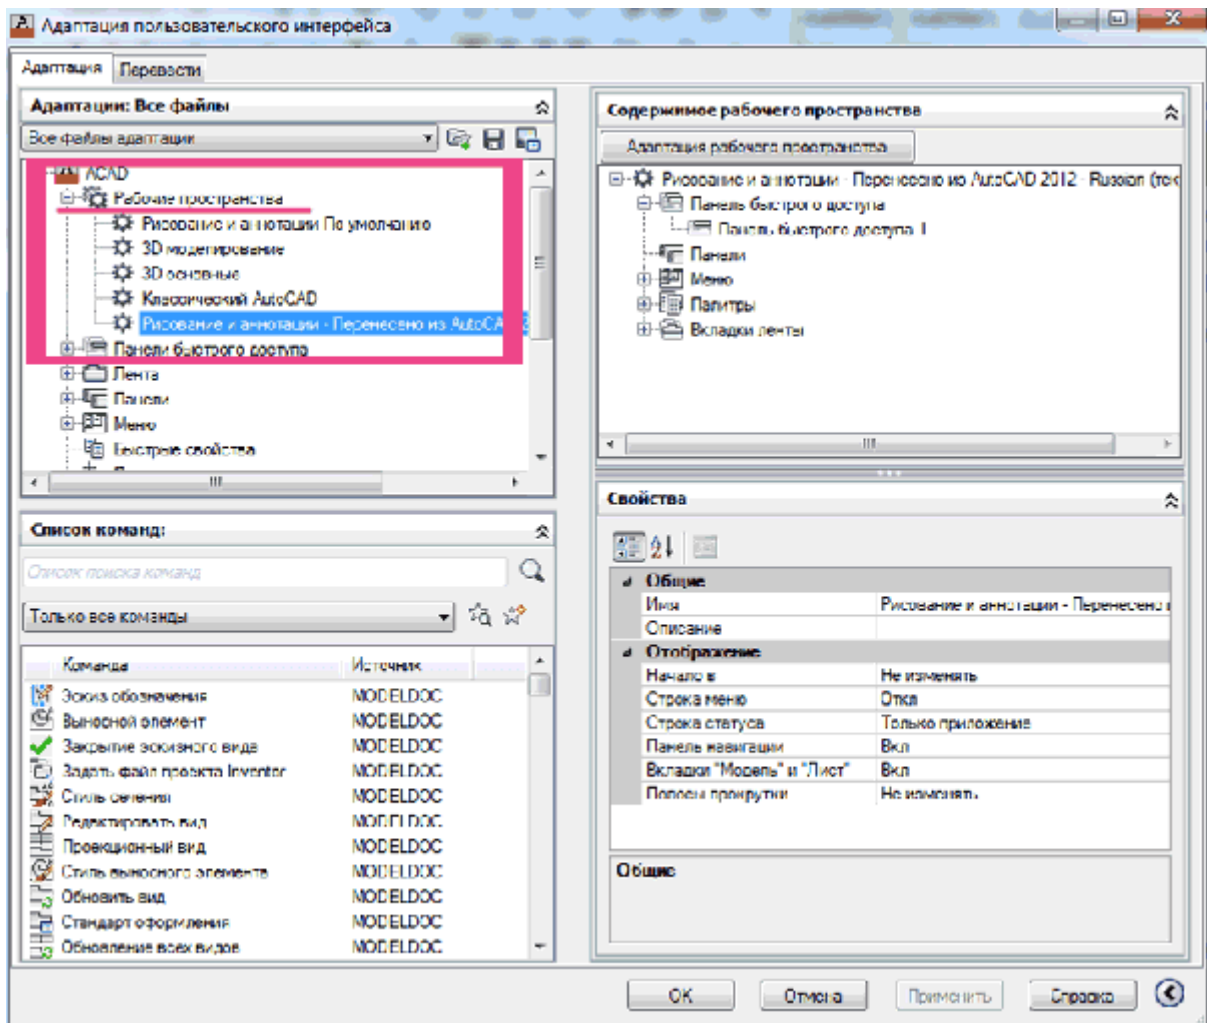 Адаптация пользовательского интерфейса
Адаптация Перевести
Адаптации: Все файлы
Все файлы адаптации
ACAD
Рабочие пространства
Рисование и аннотации По умолчанию
3D моделирование
3D основные
Классический AutoCAD
Рисование и аннотации - Перенесено из AutoCA 2
Панели быстрого доступа
Лента
Панели
Меню
Быстрые свойства
Список команд:
Список поиска команд
Только все команды
Команда Источник
Эскиз обозначения MODELDOC
Выносной элемент MODELDOC
Закрытие эскизного вида MODELDOC
Задать файл проекта Inventor MODELDOC
Стиль сечения MODELDOC
Редактировать вид MODELDOC
Проекционный вид MODELDOC
Стиль выносного элемента MODELDOC
Обновить вид MODELDOC
Стандарт оформления MODELDOC
Обновление всех видов MODELDOC
Содержимое рабочего пространства
Адаптация рабочего пространства
Рисование и аннотации - Перенесено из AutoCAD 2012 - Russian (тек
Панель быстрого доступа
Панель быстрого доступа 1
Панели
Меню
Палитры
Вкладки ленты
Свойства
Общие
Имя Рисование и аннотации - Перенесено и
Описание
Отображение
Начало в Не изменять
Строка меню Откл
Строка статуса Только приложение
Панель навигации Вкл
Вкладки "Модель" и "Лист" Вкл
Полосы прокрутки Не изменять
Общие
OK Отмена Применить Справка